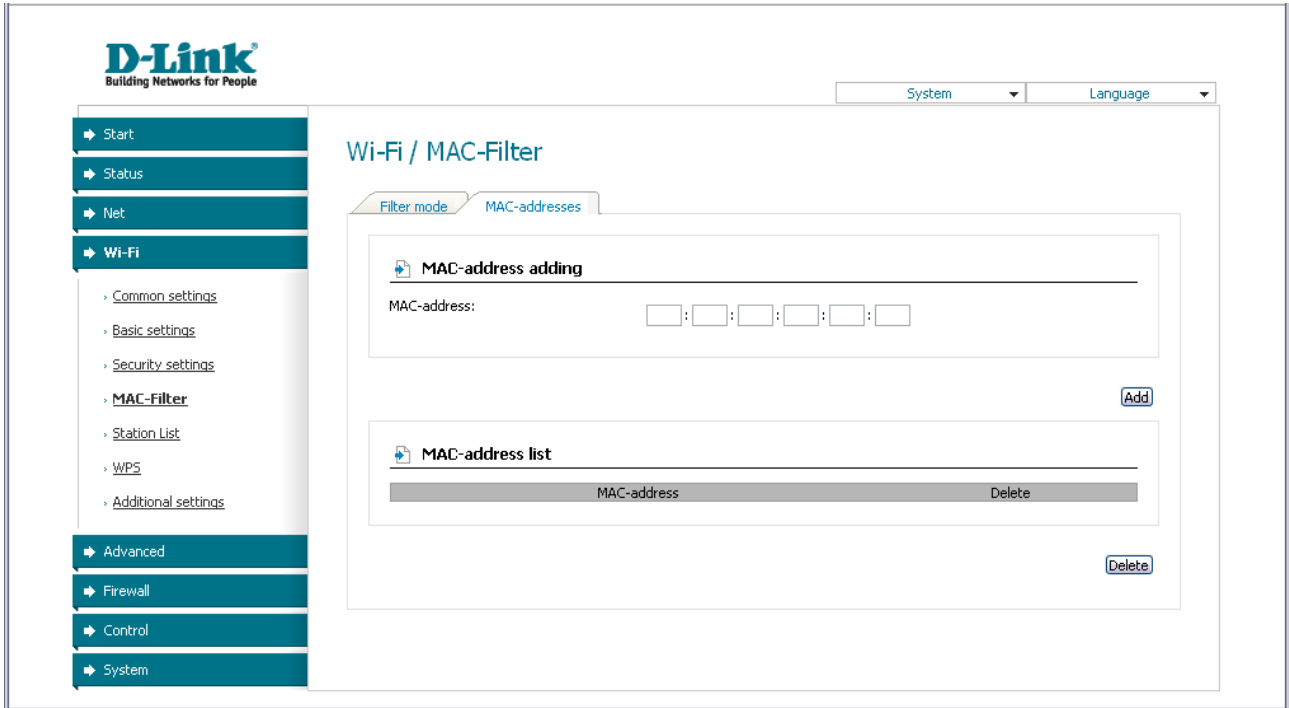 D-Link®
Building Networks for People
System
Language
Start
Status
Net
Wi-Fi
Common settings
Basic settings
Security settings
MAC-Filter
Station List
WPS
Additional settings
Advanced
Firewall
Control
System
Wi-Fi / MAC-Filter
Filter mode
MAC-addresses
MAC-address adding
MAC-address:
: : : : :
Add
MAC-address list
MAC-address Delete
Delete